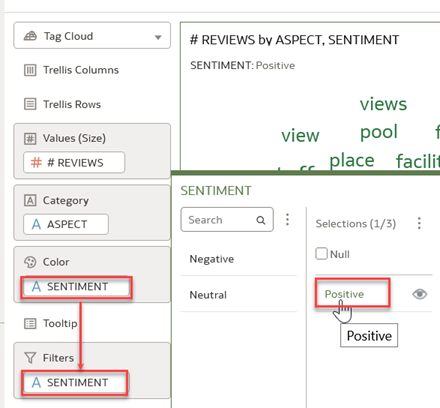 Tag Cloud
Trellis Columns
Trellis Rows
Values (Size)
# # REVIEWS
Category
A ASPECT
Color
A SENTIMENT
Tooltip
Filters
A SENTIMENT
# REVIEWS by ASPECT, SENTIMENT
SENTIMENT: Positive
views
view pool
place facilit
SENTIMENT
Search
Negative
Neutral
Selections (1/3)
Null
Positive
Positive